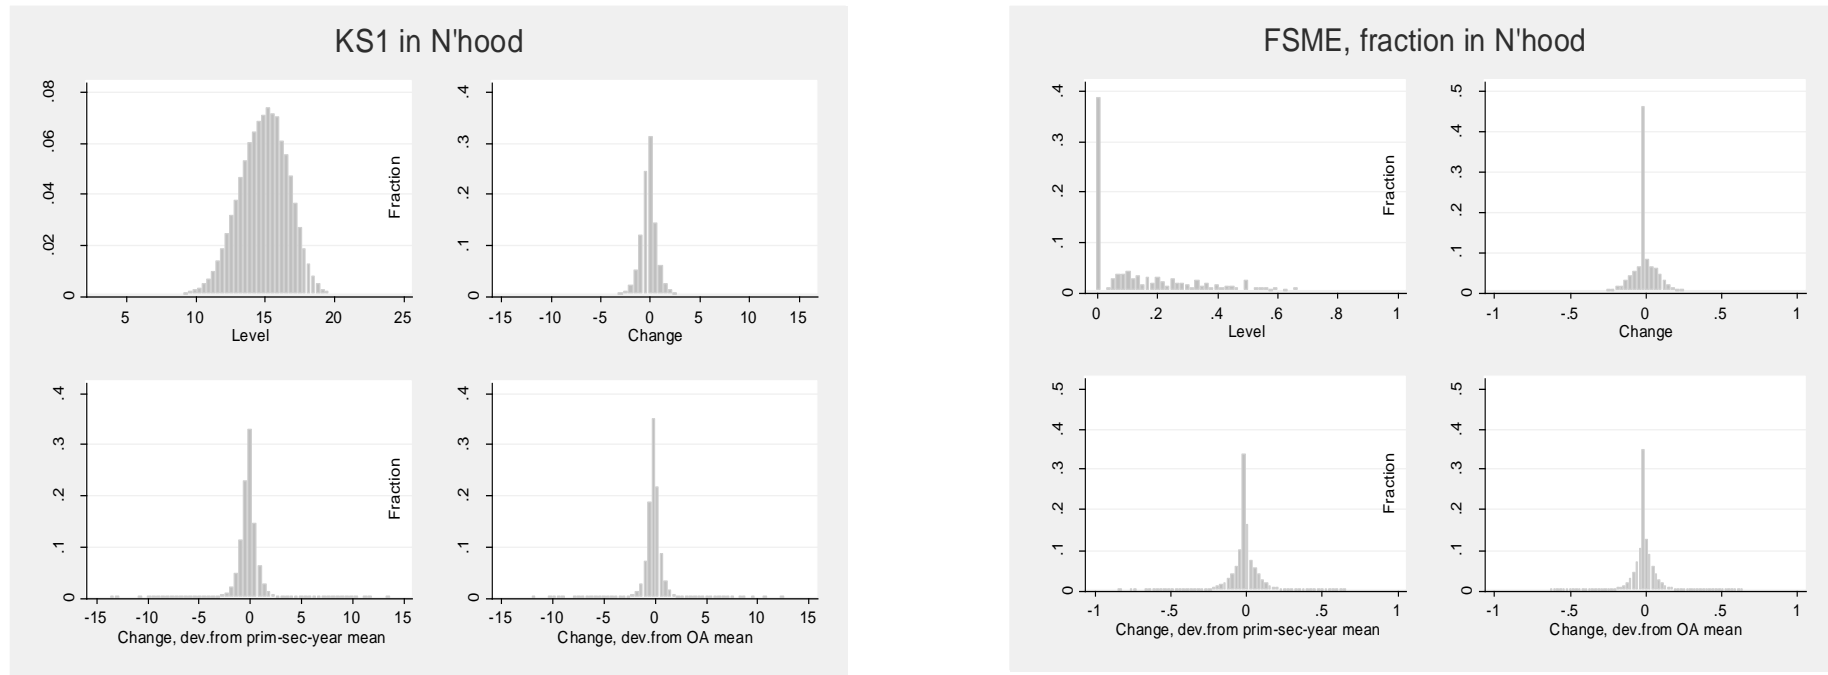 KS1 in N'hood
.08
.06
.04
.02
0
Fraction
5 10 15 20 25
Level
.4
.3
.2
.1
0
-15 -10 -5 0 5 10 15
Change
.4
.3
.2
.1
0
Fraction
-15 -10 -5 0 5 10 15
Change, dev.from prim-sec-year mean
.4
.3
.2
.1
0
-15 -10 -5 0 5 10 15
Change, dev.from OA mean
FSME, fraction in N'hood
.4
.3
.2
.1
0
Fraction
0 .2 .4 .6 .8 1
Level
.5
.4
.3
.2
.1
0
-1 -.5 0 .5 1
Change
.5
.4
.3
.2
.1
0
Fraction
-1 -.5 0 .5 1
Change, dev.from prim-sec-year mean
.5
.4
.3
.2
.1
0
-1 -.5 0 .5 1
Change, dev.from OA mean